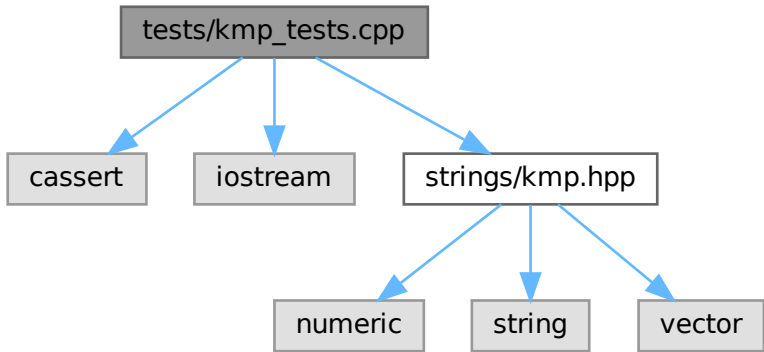 tests/kmp_tests.cpp
cassert
iostream
strings/kmp.hpp
numeric
string
vector